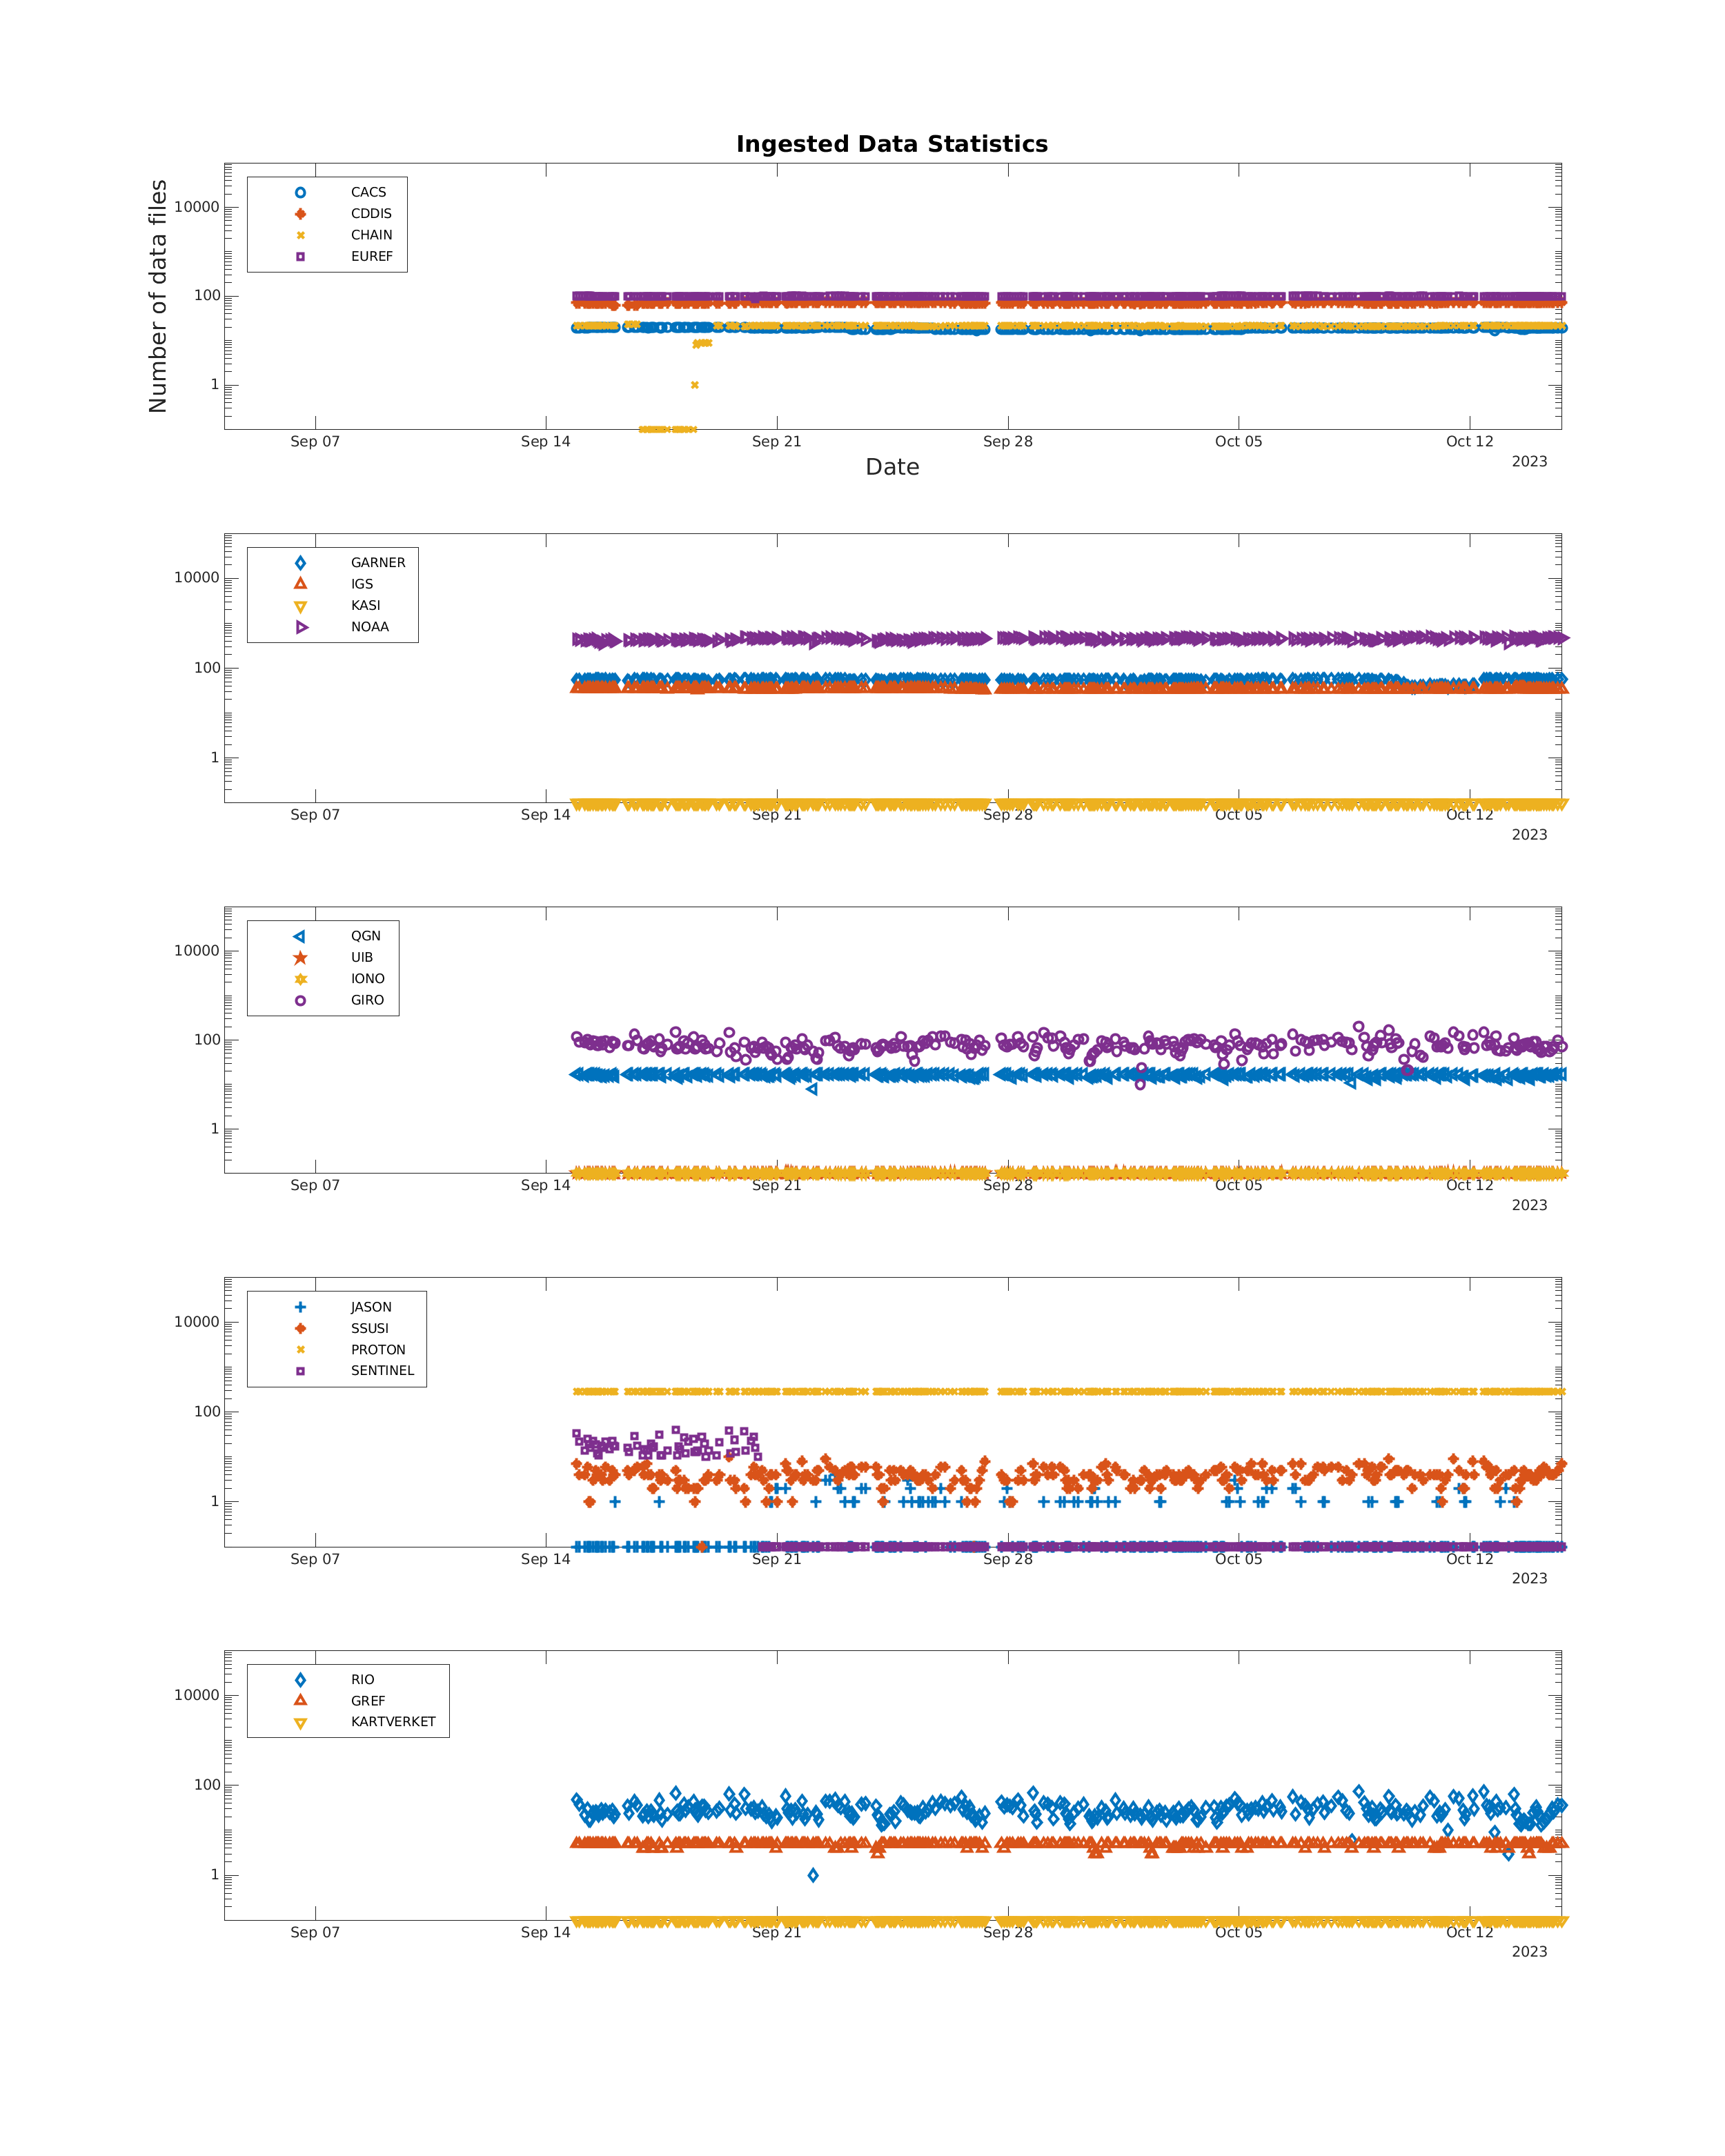 Ingested Data Statistics
Number of data files
10000
100
1
CACS
CDDIS
CHAIN
EUREF
Sep 07 Sep 14 Sep 21 Sep 28 Oct 05 Oct 12
2023
Date
10000
100
1
GARNER
IGS
KASI
NOAA
Sep 07 Sep 14 Sep 21 Sep 28 Oct 05 Oct 12
2023
10000
100
1
QGN
UIB
IONO
GIRO
Sep 07 Sep 14 Sep 21 Sep 28 Oct 05 Oct 12
2023
10000
100
1
JASON
SSUSI
PROTON
SENTINEL
Sep 07 Sep 14 Sep 21 Sep 28 Oct 05 Oct 12
2023
10000
100
1
RIO
GREF
KARTVERKET
Sep 07 Sep 14 Sep 21 Sep 28 Oct 05 Oct 12
2023